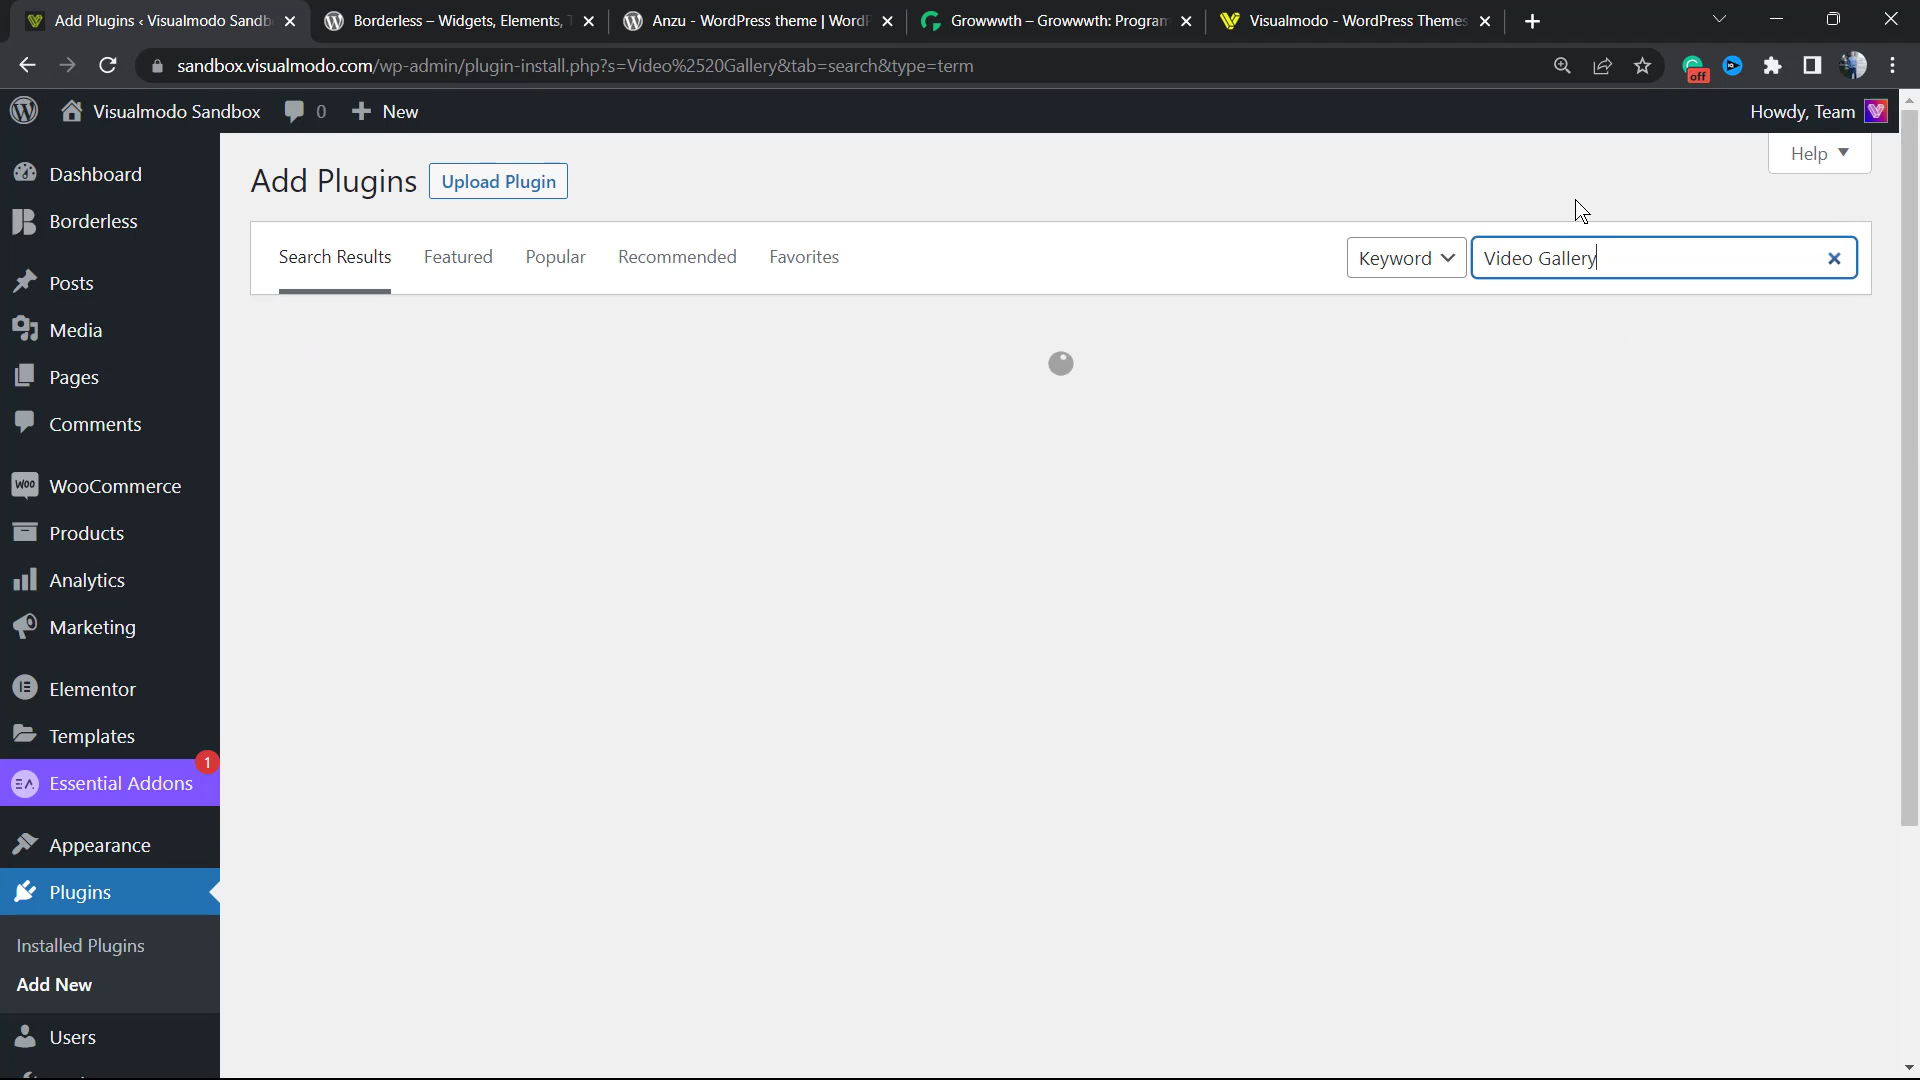 Add Plugins ‹ Visualmodo Sandb
Borderless – Widgets, Elements,
Anzu - WordPress theme | Word
Growwwth – Growwwth: Program
Visualmodo - WordPress Themes
sandbox.visualmodo.com/wp-admin/plugin-install.php?s=Video%2520Gallery&tab=search&type=term
off
Visualmodo Sandbox
0
New
Howdy, Team
Help
Dashboard
Borderless
Posts
Media
Pages
Comments
WooCommerce
Products
Analytics
Marketing
Elementor
Templates
Essential Addons
1
Appearance
Plugins
Installed Plugins
Add New
Users
Add Plugins
Upload Plugin
Search Results
Featured
Popular
Recommended
Favorites
Keyword
Video Gallery